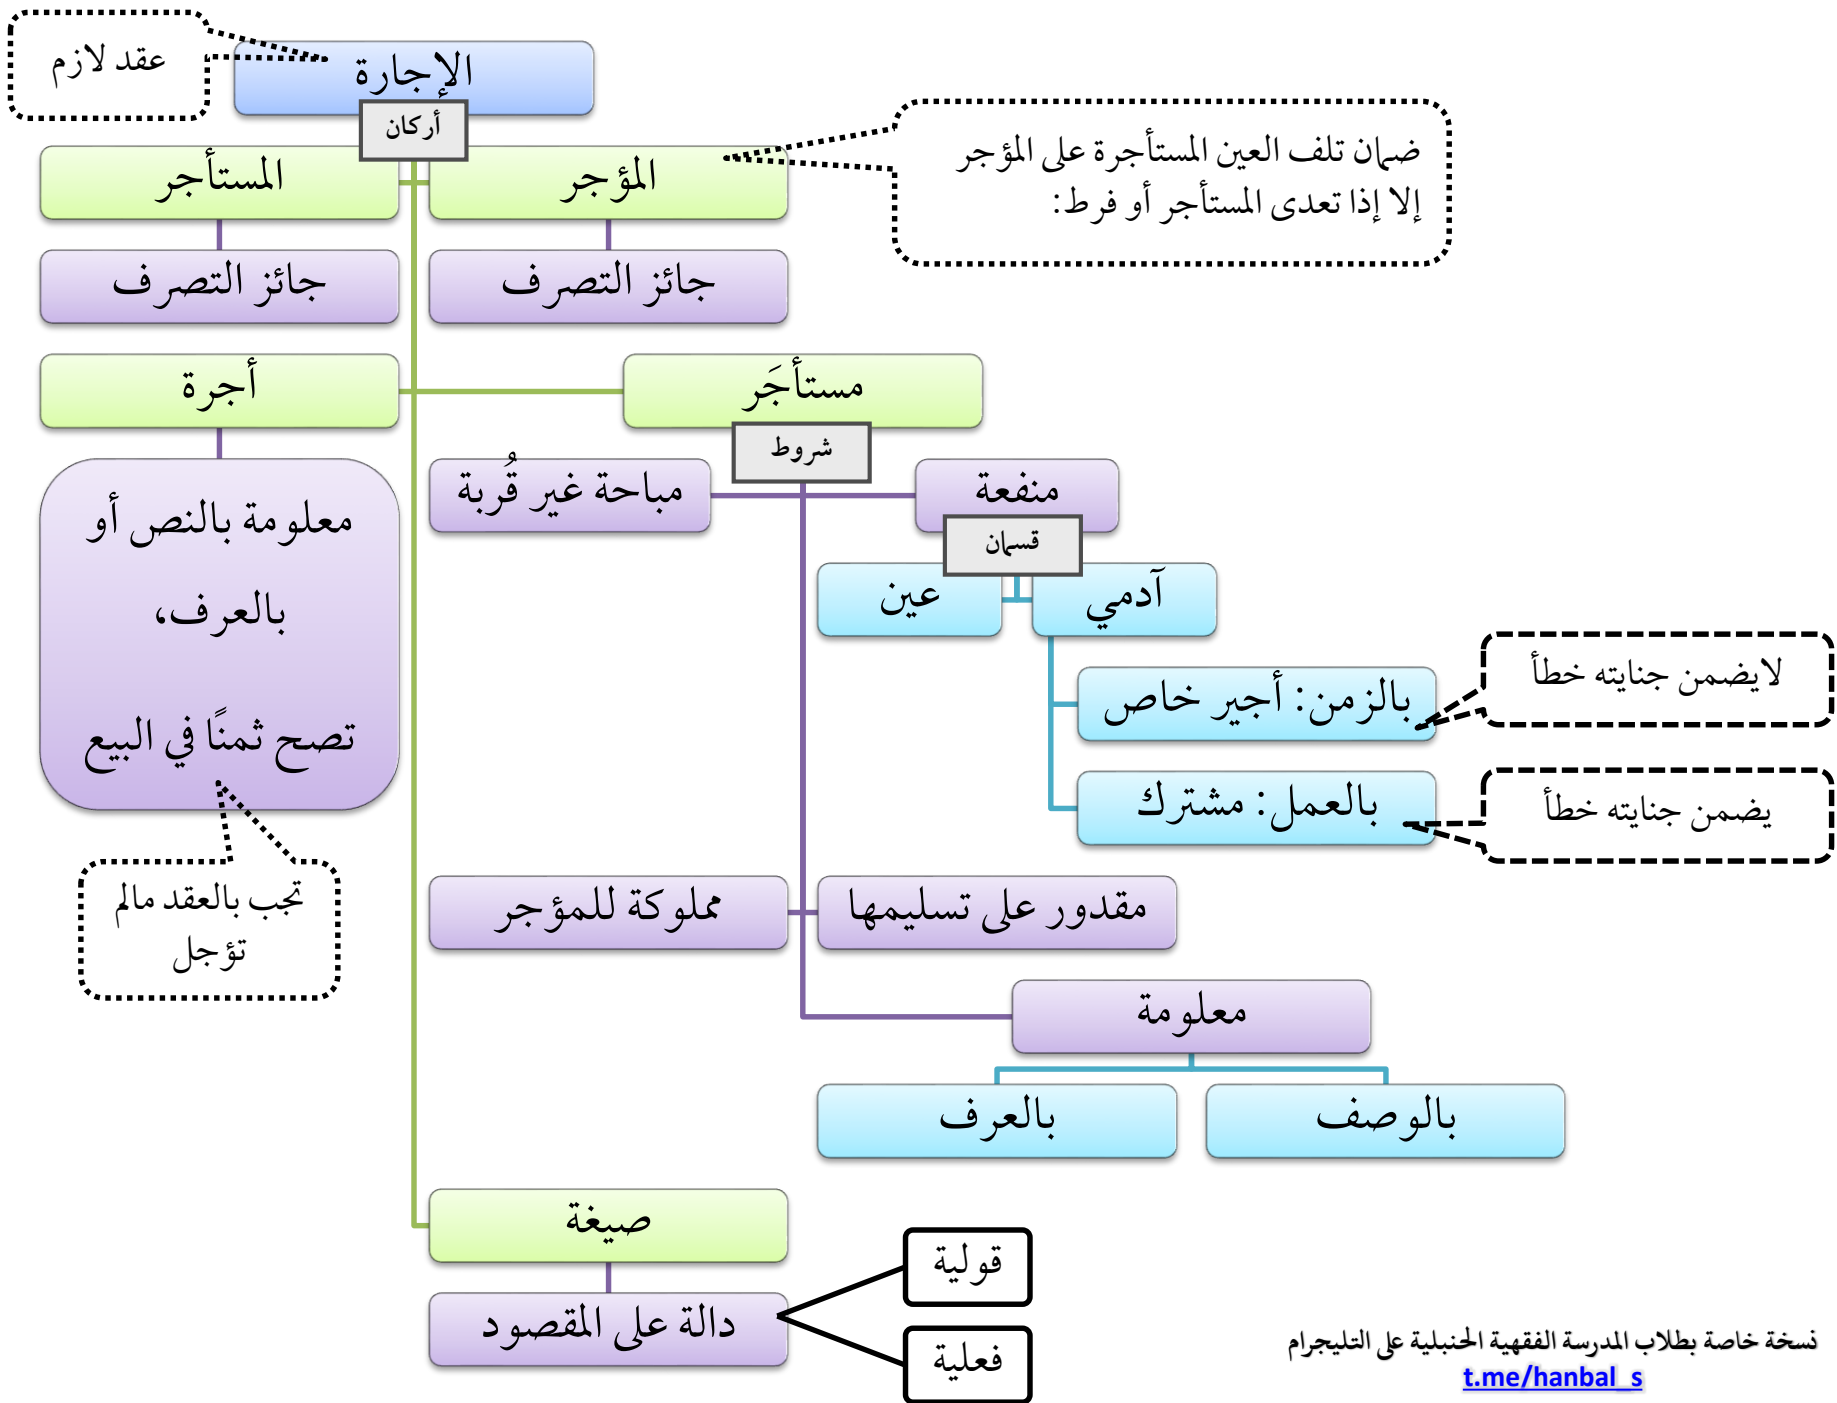 الإجارة
عقد لازم
أركان
المؤجر
المستأجر
ضمان تلف العين المستأجرة على المؤجر
إلا إذا تعدى المستأجر أو فرط:
جائز التصرف
جائز التصرف
مستأجَر
أجرة
شروط
منفعة
مباحة غير قُربة
معلومة بالنص أو
بالعرف،
تصح ثمنًا في البيع
قسمان
آدمي
عين
بالزمن: أجير خاص
لايضمن جنايته خطأ
بالعمل: مشترك
يضمن جنايته خطأ
تجب بالعقد مالم
تؤجل
مقدور على تسليمها
مملوكة للمؤجر
معلومة
بالوصف
بالعرف
صيغة
دالة على المقصود
قولية
فعلية
نسخة خاصة بطلاب المدرسة الفقهية الحنبلية على التليجرام
t.me/hanbal_s